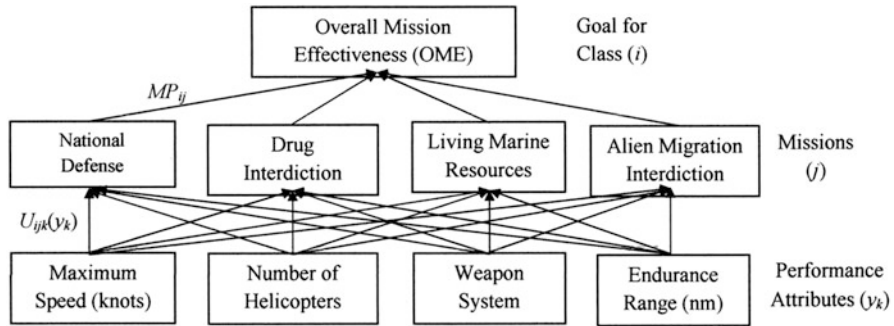 Overall Mission
Effectiveness (OME)
Goal for
Class (i)
MPij
National
Defense
Drug
Interdiction
Living Marine
Resources
Alien Migration
Interdiction
Missions
(j)
Uijk(yk)
Maximum
Speed (knots)
Number of
Helicopters
Weapon
System
Endurance
Range (nm)
Performance
Attributes (yk)